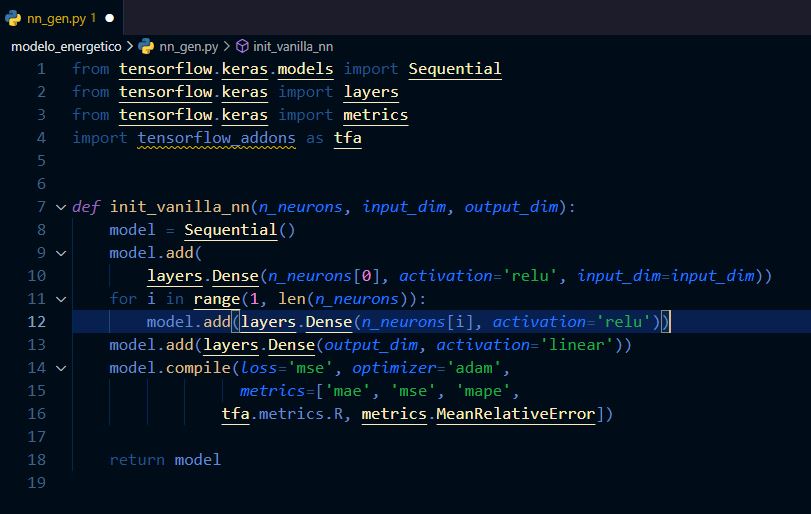 nn_gen.py 1
modelo_energetico > nn_gen.py > init_vanilla_nn
1 from tensorflow.keras.models import Sequential
2 from tensorflow.keras import layers
3 from tensorflow.keras import metrics
4 import tensorflow_addons as tfa
5
6
7 def init_vanilla_nn(n_neurons, input_dim, output_dim):
8 model = Sequential()
9 model.add(
10 layers.Dense(n_neurons[0], activation='relu', input_dim=input_dim))
11 for i in range(1, len(n_neurons)):
12 model.add(layers.Dense(n_neurons[i], activation='relu'))
13 model.add(layers.Dense(output_dim, activation='linear'))
14 model.compile(loss='mse', optimizer='adam',
15 metrics=['mae', 'mse', 'mape',
16 tfa.metrics.R, metrics.MeanRelativeError])
17
18 return model
19